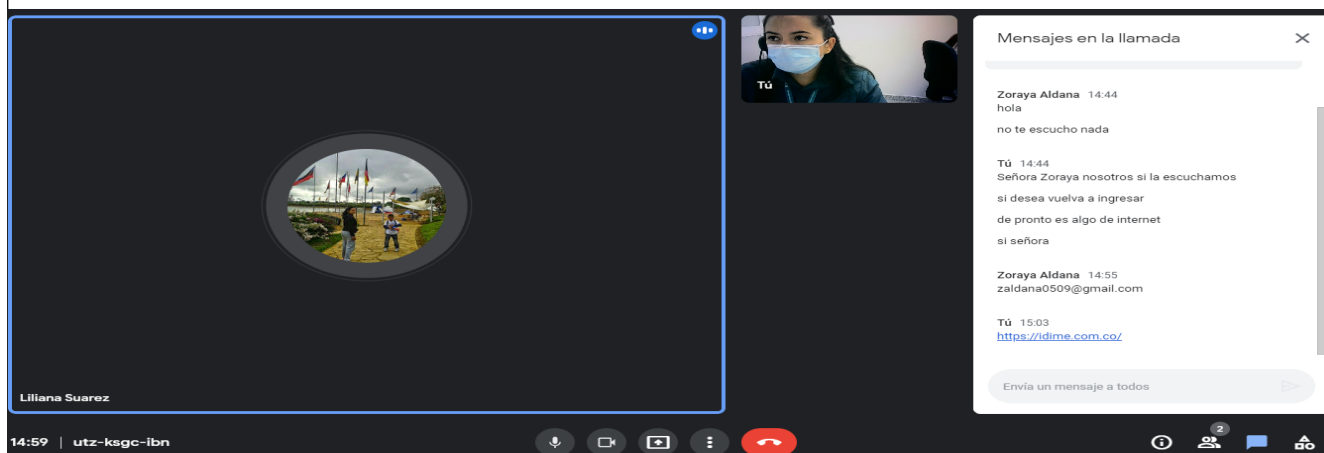 Tú
Liliana Suarez
Mensajes en la llamada
Zoraya Aldana 14:44
hola
no te escucho nada
Tú 14:44
Señora Zoraya nosotros si la escuchamos
si desea vuelva a ingresar
de pronto es algo de internet
si señora
Zoraya Aldana 14:55
zaldana0509@gmail.com
Tú 15:03
https://idime.com.co/
Envía un mensaje a todos
14:59 | utz-ksgc-ibn
2